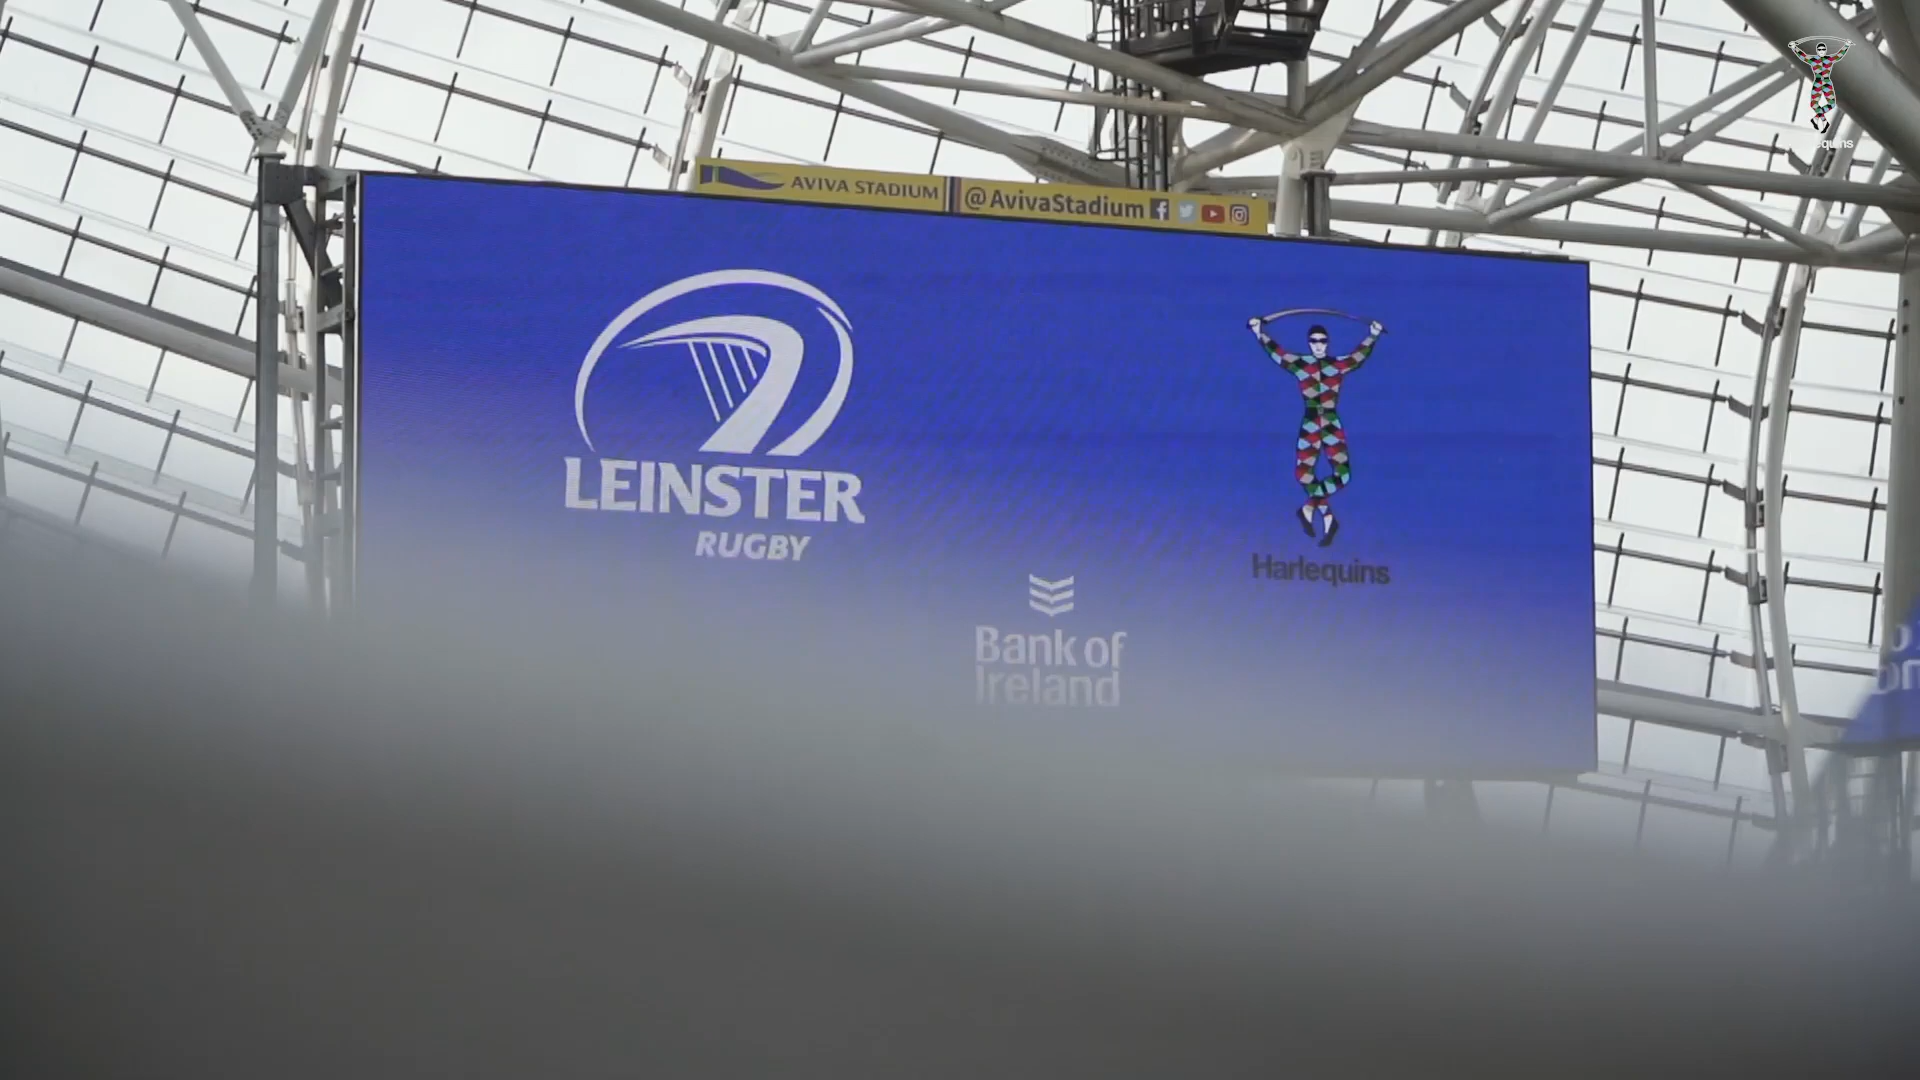 AVIVA STADIUM @AvivaStadium
LEINSTER
RUGBY
Harlequins
Bank of
Ireland